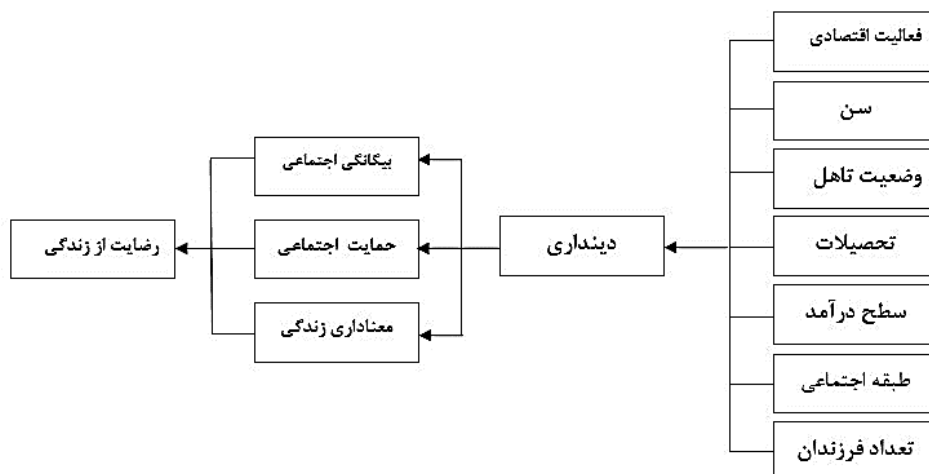 فعالیت اقتصادی
سن
وضعیت تاهل
تحصیلات
سطح درآمد
طبقه اجتماعی
تعداد فرزندان
دینداری
بیگانگی اجتماعی
حمایت اجتماعی
معناداری زندگی
رضایت از زندگی